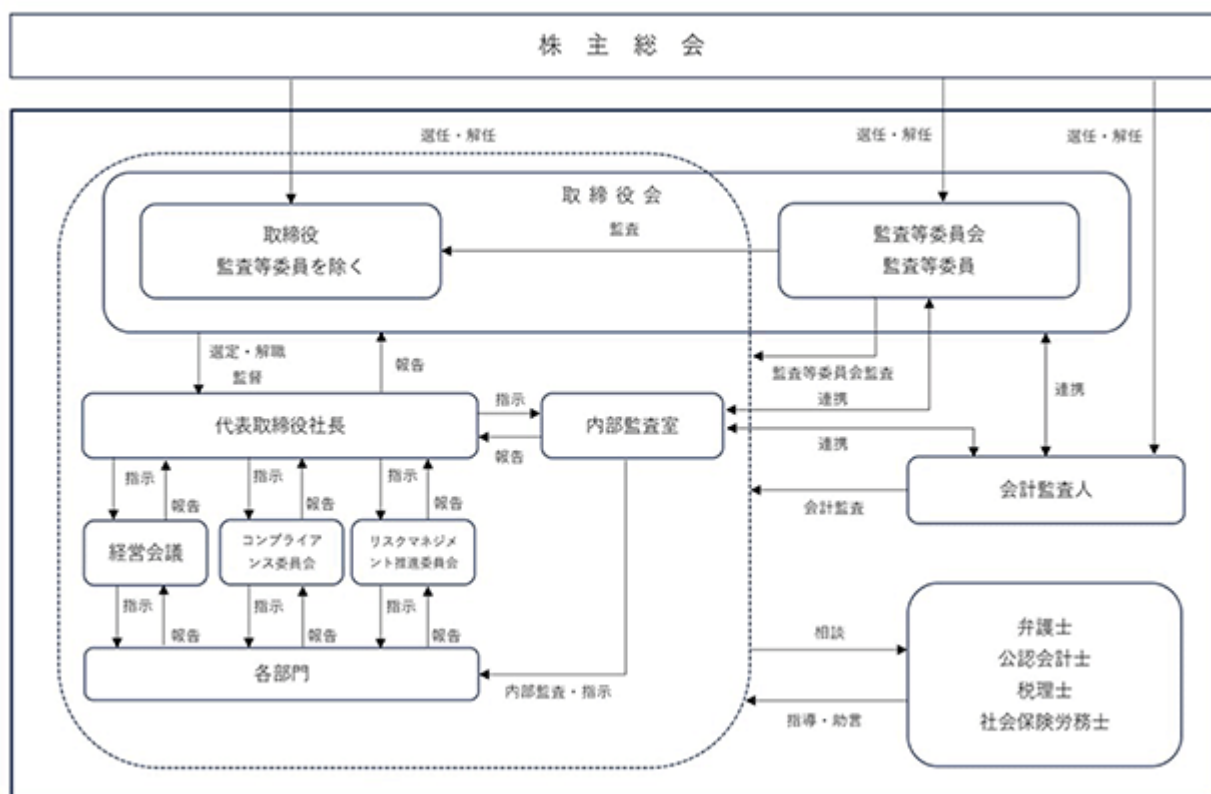 株主総会
選任・解任
選任・解任
選任・解任
取締役会
取締役
監査等委員を除く
監査
監査等委員会
監査等委員
選定・解職
監督
報告
監査等委員会監査
連携
連携
代表取締役社長
指示
報告
内部監査室
連携
会計監査人
会計監査
指示
報告
指示
報告
指示
報告
経営会議
コンプライア
ンス委員会
リスクマネジメ
ント推進委員会
指示
報告
指示
報告
指示
報告
各部門
内部監査・指示
相談
指導・助言
弁護士
公認会計士
税理士
社会保険労務士